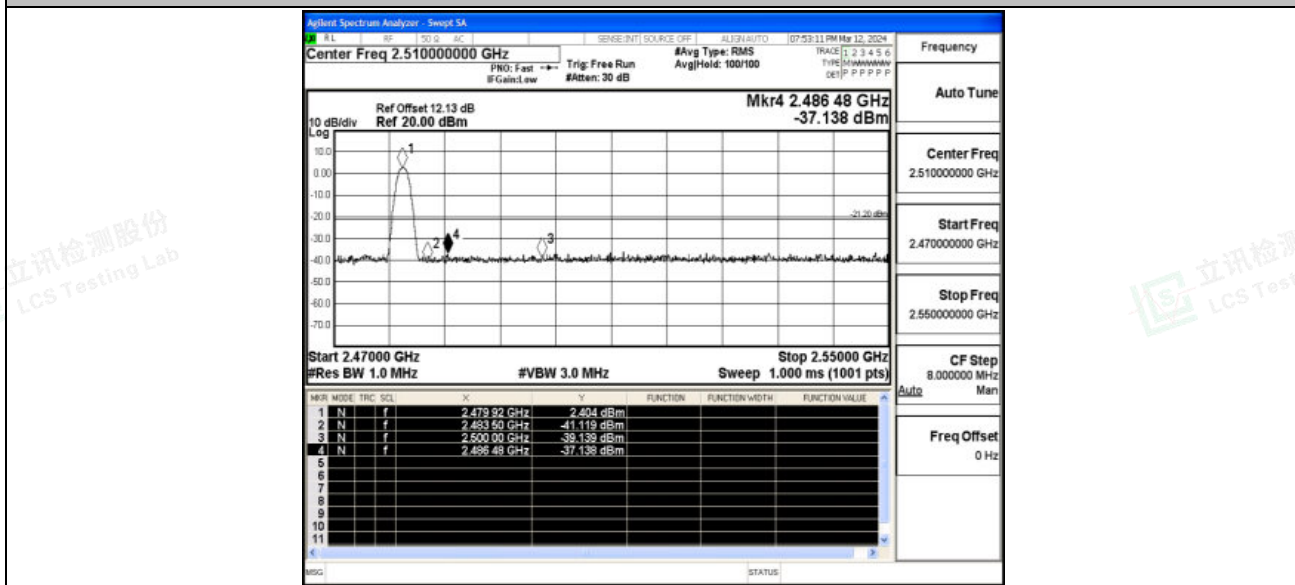 Agilent Spectrum Analyzer - Swept SA
RL RF 50 Ω AC SENSE:INT SOURCE OFF ALIGN AUTO 07:53:11 PM Mar 12, 2024
Center Freq 2.510000000 GHz
PNO: Fast
IFGain:Low
Trig: Free Run
#Atten: 30 dB
#Avg Type: RMS
Avg|Hold: 100/100
TRACE 1 2 3 4 5 6
TYPE
DET P P P P P P
Ref Offset 12.13 dB
10 dB/div Ref 20.00 dBm
Log
Mkr4 2.486 48 GHz
-37.138 dBm
10.0
0.00
-10.0
-20.0
-30.0
-40.0
-50.0
-60.0
-70.0
1
2
4
3
-21.20 dBm
Start 2.47000 GHz Stop 2.55000 GHz
#Res BW 1.0 MHz #VBW 3.0 MHz Sweep 1.000 ms (1001 pts)
MKR MODE TRC SCL X Y FUNCTION FUNCTION WIDTH FUNCTION VALUE
1 N f 2.479 92 GHz 2.404 dBm
2 N f 2.483 50 GHz -41.119 dBm
3 N f 2.500 00 GHz -39.139 dBm
4 N f 2.486 48 GHz -37.138 dBm
5
6
7
8
9
10
11
MSG STATUS
Frequency
Auto Tune
Center Freq
2.510000000 GHz
Start Freq
2.470000000 GHz
Stop Freq
2.550000000 GHz
CF Step
8.000000 MHz
Auto Man
Freq Offset
0 Hz
立讯检测股份
LCS Testing Lab
立讯检测
LCS Test